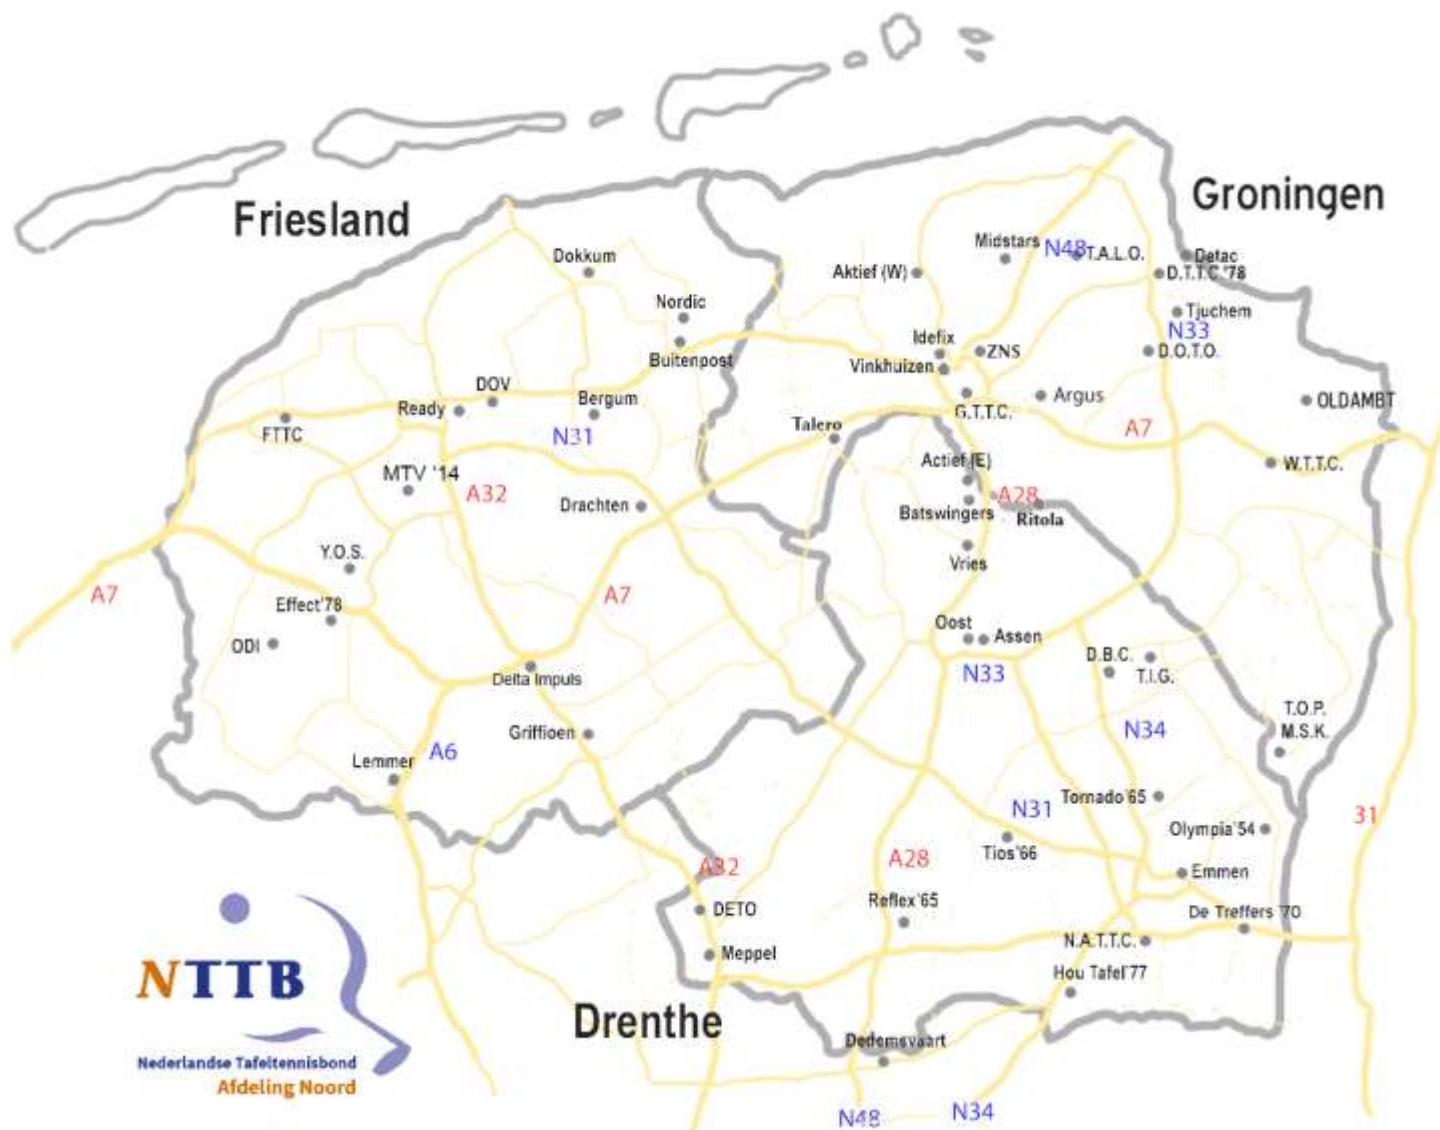 Friesland
Groningen
Midstars
N48
T.A.L.O.
Detac
Dokkum
Aktief (W)
D.T.T.C.'78
Nordic
Tjuchem
N33
Idefix
ZNS
D.O.T.O.
Buitenpost
Vinkhuizen
DOV
Bergum
Argus
OLDAMBT
Ready
G.T.T.C.
FTTC
N31
Talero
A7
Actief (E)
W.T.T.C.
MTV '14
A32
A28
Drachten
Batswingers
Ritola
Y.O.S.
Vries
A7
A7
Effect'78
Oost
Assen
ODI
D.B.C.
T.I.G.
N33
Delta Impuls
T.O.P.
M.S.K.
Griffioen
N34
A6
Lemmer
Tornado'65
N31
31
Olympia'54
Tios'66
A32
A28
Emmen
Reflex'65
DETO
De Treffers '70
N.A.T.T.C.
Meppel
Hou Tafel'77
NTTB
Drenthe
Dedemsvaart
Nederlandse Tafeltennisbond
Afdeling Noord
N48
N34